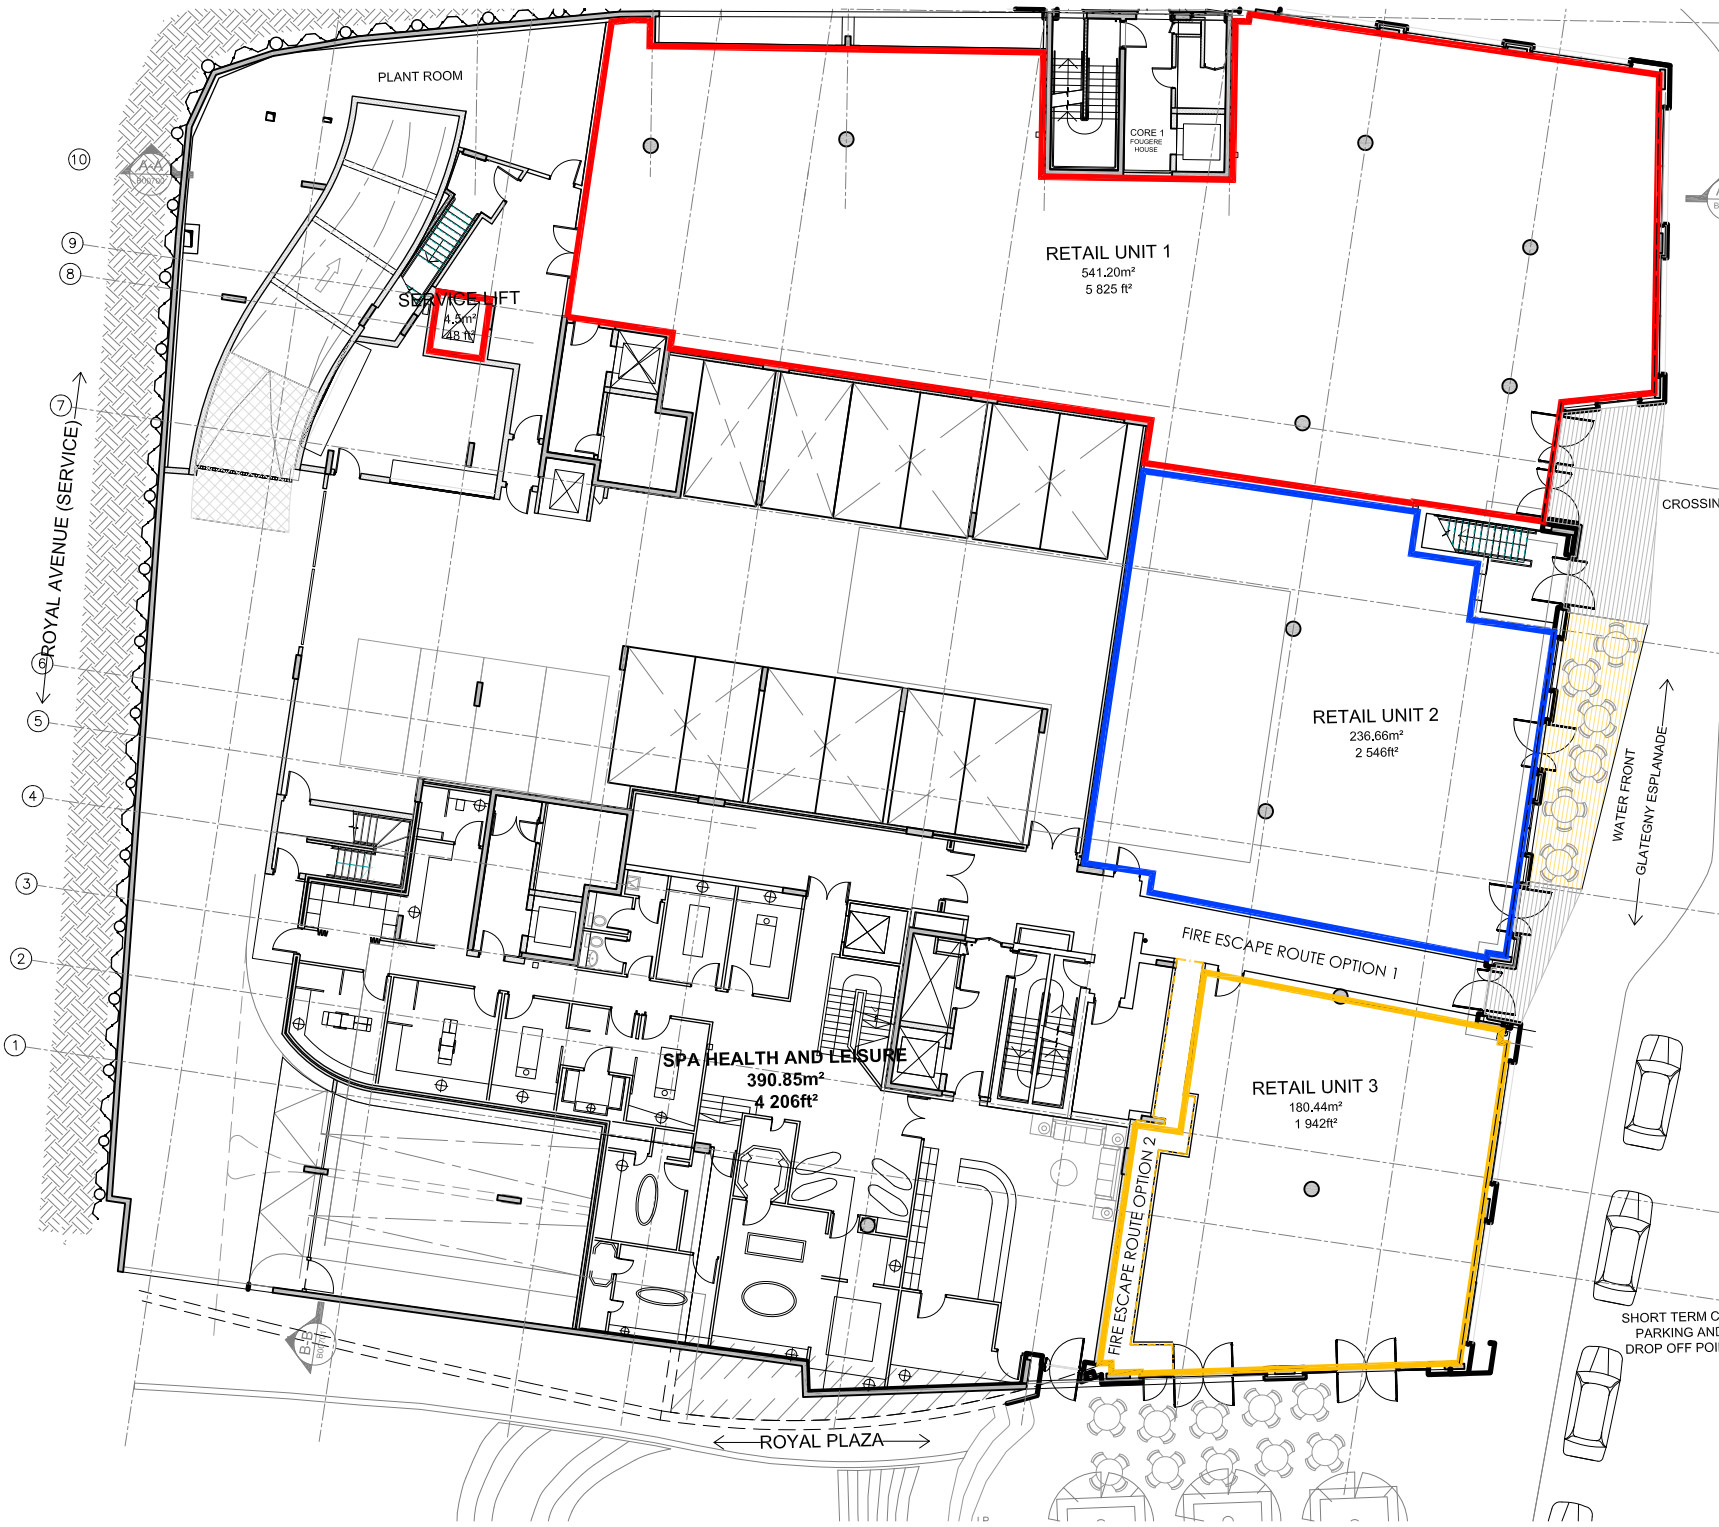 PLANT ROOM
CORE 1
FOUGERE
HOUSE
10
A-A
9
8
RETAIL UNIT 1
541.20m²
5 825 ft²
SERVICE LIFT
4.5m²
48 ft²
7
ROYAL AVENUE (SERVICE)
CROSSIN
6
5
RETAIL UNIT 2
236.66m²
2 546ft²
WATER FRONT
GLATEGNY ESPLANADE
4
3
2
FIRE ESCAPE ROUTE OPTION 1
1
SPA HEALTH AND LEISURE
390.85m²
4 206ft²
RETAIL UNIT 3
180.44m²
1 942ft²
FIRE ESCAPE ROUTE OPTION 2
B-B
SHORT TERM C
PARKING AND
DROP OFF POI
ROYAL PLAZA